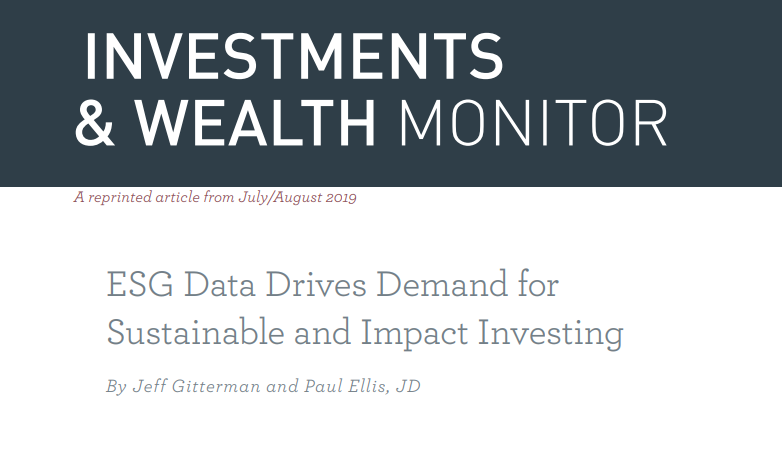 INVESTMENTS
& WEALTH MONITOR
A reprinted article from July/August 2019
ESG Data Drives Demand for
Sustainable and Impact Investing
By Jeff Gitterman and Paul Ellis, JD